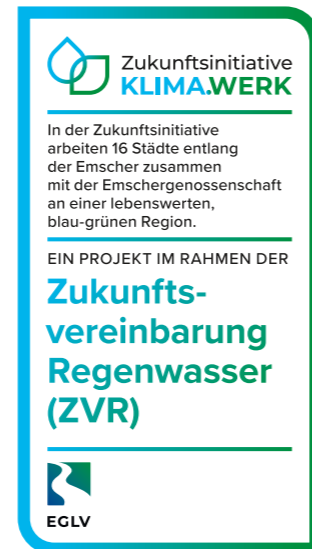 Zukunftsinitiative
KLIMA.WERK
In der Zukunftsinitiative
arbeiten 16 Städte entlang
der Emscher zusammen
mit der Emschergenossenschaft
an einer lebenswerten,
blau-grünen Region.
EIN PROJEKT IM RAHMEN DER
Zukunfts-
vereinbarung
Regenwasser
(ZVR)
EGLV